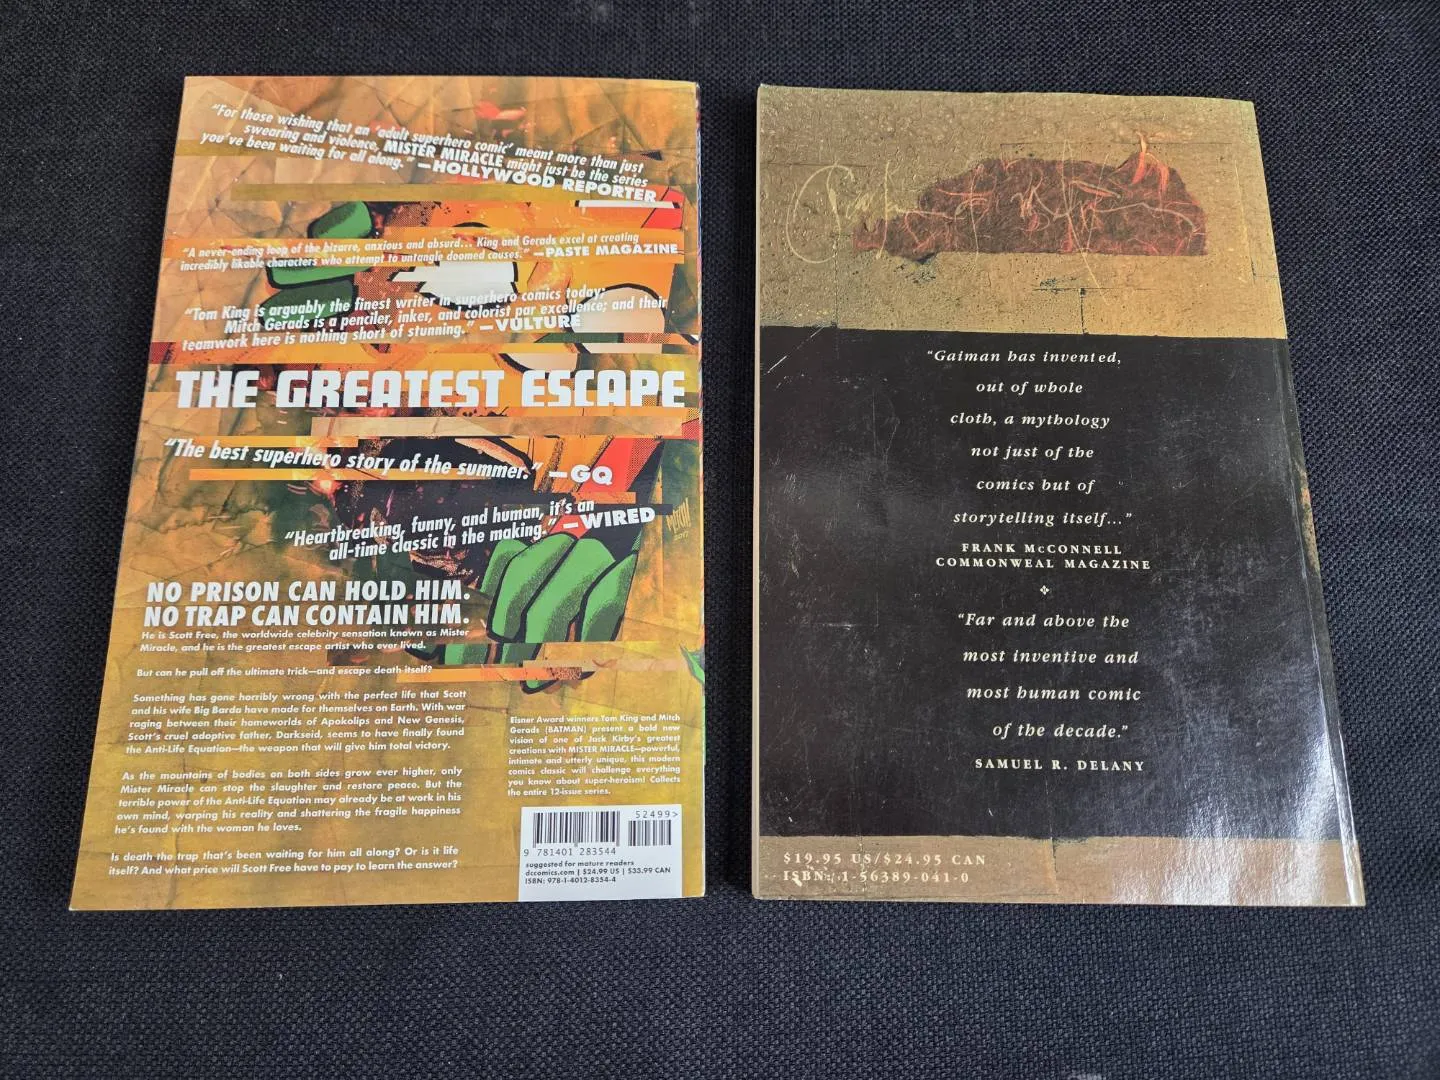 "For those wishing that an 'adult superhero comic' meant more than just
swearing and violence, MISTER MIRACLE might just be the series
you've been waiting for all along." —HOLLYWOOD REPORTER
"A never-ending loop of the bizarre, anxious and absurd... King and Gerads excel at creating
incredibly likable characters who attempt to untangle doomed causes." —PASTE MAGAZINE
"Tom King is arguably the finest writer in superhero comics today;
Mitch Gerads is a penciler, inker, and colorist par excellence; and their
teamwork here is nothing short of stunning." —VULTURE
THE GREATEST ESCAPE
"The best superhero story of the summer." —GQ
"Heartbreaking, funny, and human, it's an
all-time classic in the making." —WIRED
NO PRISON CAN HOLD HIM.
NO TRAP CAN CONTAIN HIM.
He is Scott Free, the worldwide celebrity sensation known as Mister
Miracle, and he is the greatest escape artist who ever lived.
But can he pull off the ultimate trick—and escape death itself?
Something has gone horribly wrong with the perfect life that Scott
and his wife Big Barda have made for themselves on Earth. With war
raging between their homeworlds of Apokolips and New Genesis,
Scott's cruel adoptive father, Darkseid, seems to have finally found
the Anti-Life Equation—the weapon that will give him total victory.
As the mountains of bodies on both sides grow ever higher, only
Mister Miracle can stop the slaughter and restore peace. But the
terrible power of the Anti-Life Equation may already be at work in his
own mind, warping his reality and shattering the fragile happiness
he's found with the woman he loves.
Is death the trap that's been waiting for him all along? Or is it life
itself? And what price will Scott Free have to pay to learn the answer?
Eisner Award winners Tom King and Mitch
Gerads (BATMAN) present a bold new
vision of one of Jack Kirby's greatest
creations with MISTER MIRACLE—powerful,
intimate and utterly unique, this modern
comics classic will challenge everything
you know about super-heroism! Collects
the entire 12-issue series.
52499>
9 781401 283544
suggested for mature readers
dccomics.com | $24.99 US | $33.99 CAN
ISBN: 978-1-4012-8354-4
"Gaiman has invented,
out of whole
cloth, a mythology
not just of the
comics but of
storytelling itself..."
FRANK McCONNELL
COMMONWEAL MAGAZINE
"Far and above the
most inventive and
most human comic
of the decade."
SAMUEL R. DELANY
$19.95 US/$24.95 CAN
ISBN: 1-56389-041-0